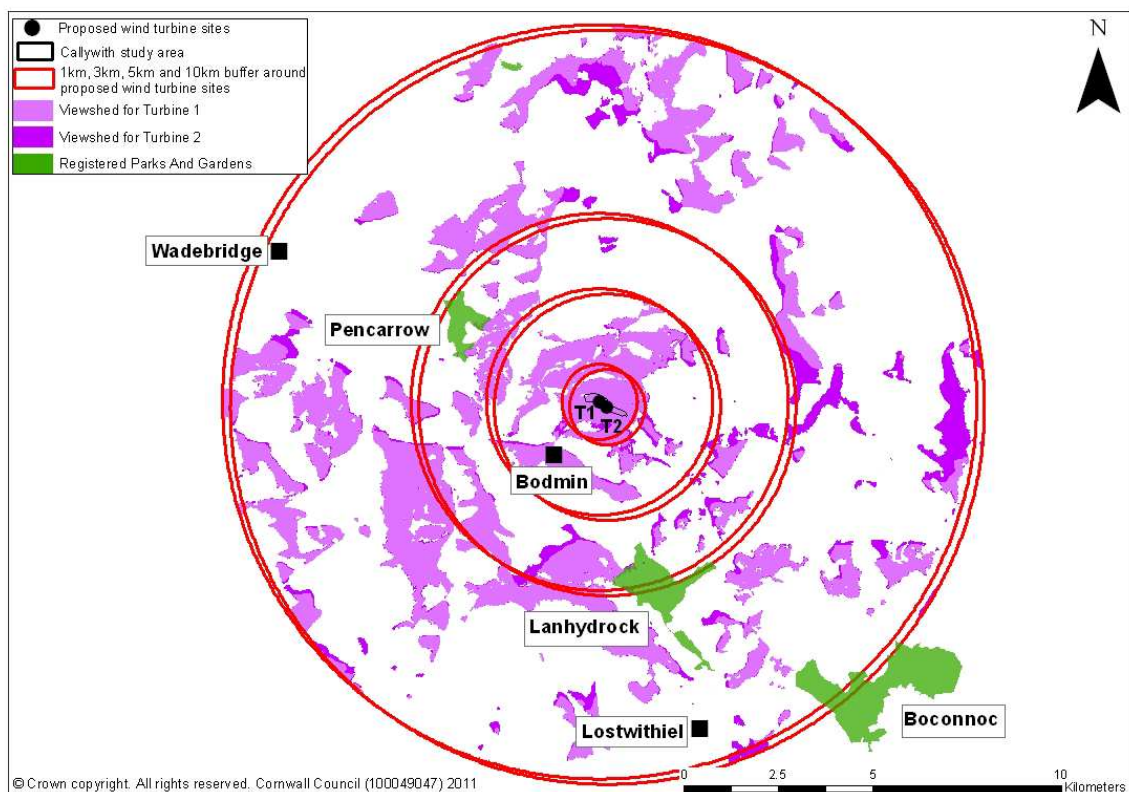 Proposed wind turbine sites
Callywith study area
1km, 3km, 5km and 10km buffer around
proposed wind turbine sites
Viewshed for Turbine 1
Viewshed for Turbine 2
Registered Parks And Gardens
N
Wadebridge
Pencarrow
T1
T2
Bodmin
Lanhydrock
Lostwithiel
Boconnoc
© Crown copyright. All rights reserved. Cornwall Council (100049047) 2011
0 2.5 5 10
Kilometers